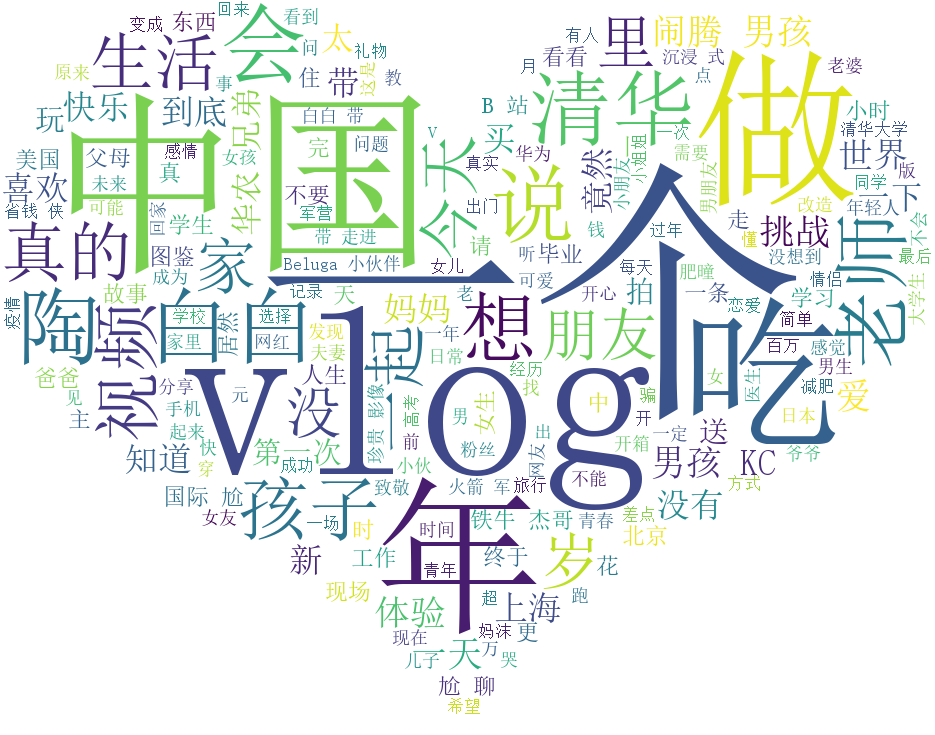 变成
回来
看到
东西
会
生活
原来
事
问
太
礼物
带
住
这是
教
玩
快乐
到底
兄弟
白白 带
完
问题
V
B 站
买
天
中国
美国
父母
感情
女孩
喜欢
未来
真
省钱 侠
可能
回家
学生
华农
不要
军营
今
请
真实
出门
真的
图鉴
成为
带 走进
Beluga 小伙伴
女儿
听
毕业
家
陶
白白
故事
记录
天
妈妈
老
可爱
疫情
视频
居然
学校
选择
家里
网红
发现
夫妻
一年
日常
起
想
朋友
爸爸
见
分享
手机
元
人生
主
起来
快
穿
没
vlog
珍贵 影像
高考
前
经历
找
男
女生
知道
第一次
成功
小伙
粉丝
出
网友
国际 尬
女友
孩子
一场
致敬
火箭 军
旅行
不能
新
时
工作
现场
年
时间
青年
铁牛
终于
杰哥
青春
差点
岁
花
北京
方式
体验
超
上海
跑
现在
妈沫
更
一天
万
儿子
哭
尬 聊
希望
有人
看看
月
沉浸 式
点
里
闹腾 男孩
老婆
清华
做
华为
竟然
小朋友
小姐姐
一次
需要
男朋友
小时
清华大学
世界
版
同学
年轻人
下
改造
走
挑战
懂
不会
没想到
最后
老师
大学生
说
钱
过年
每天
肥瞳
拍
一条
情侣
学习
开心
恋爱
简单
一个
吃
百万
感觉
男生
减肥
医生
女
日本
爱
爷爷
骗
中
开
一定
送
开箱
男孩 KC
没有